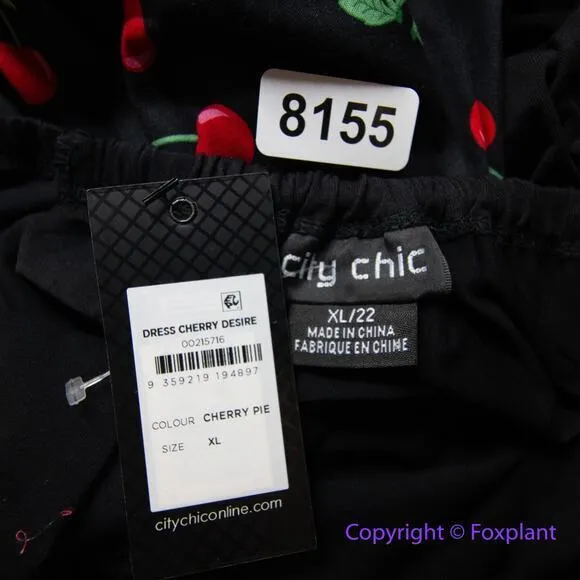 8155
city chic
XL/22
MADE IN CHINA
FABRIQUE EN CHINE
DRESS CHERRY DESIRE
00215716
9 359219 194897
COLOUR CHERRY PIE
SIZE XL
citychiconline.com
Copyright © Foxplant